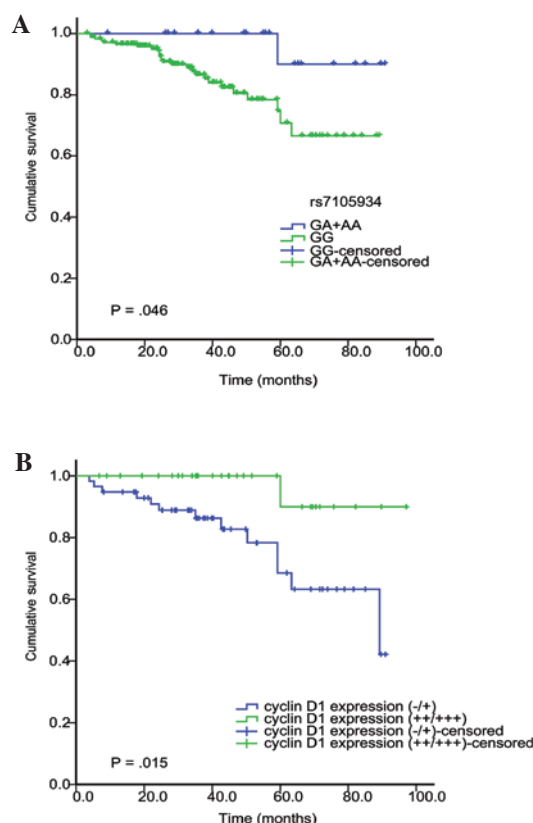 A
1.0
0.8
0.6
0.4
0.2
0.0
Cumulative survival
rs7105934
GA+AA
GG
GG-censored
GA+AA-censored
P = .046
0.0 20.0 40.0 60.0 80.0 100.0
Time (months)
B
1.0
0.8
0.6
0.4
0.2
0.0
Cumulative survival
cyclin D1 expression (-/+)
cyclin D1 expression (++/+++)
cyclin D1 expression (-/+)-censored
cyclin D1 expression (++/+++)-censored
P = .015
0.0 20.0 40.0 60.0 80.0 100.0
Time (months)